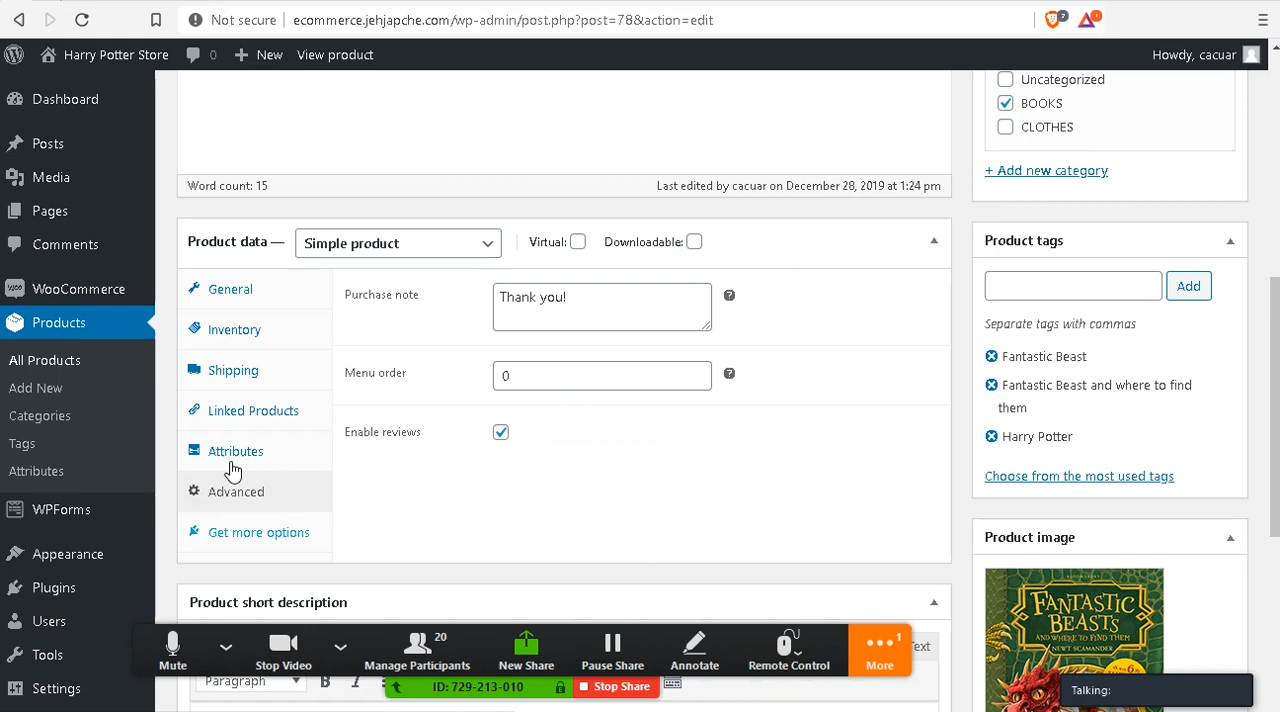 Not secure ecommerce.jehjapche.com/wp-admin/post.php?post=78&action=edit
2
1
Harry Potter Store 0 New View product Howdy, cacuar
Dashboard
Posts
Media
Pages
Comments
WooCommerce
Products
All Products
Add New
Categories
Tags
Attributes
WPForms
Appearance
Plugins
Users
Tools
Settings
Word count: 15 Last edited by cacuar on December 28, 2019 at 1:24 pm
Product data — Simple product Virtual: Downloadable:
General
Inventory
Shipping
Linked Products
Attributes
Advanced
Get more options
Purchase note Thank you!
Menu order 0
Enable reviews
Product short description
Text
Paragraph B I
Uncategorized
BOOKS
CLOTHES
+ Add new category
Product tags
Add
Separate tags with commas
Fantastic Beast
Fantastic Beast and where to find
them
Harry Potter
Choose from the most used tags
Product image
FANTASTIC
BEASTS
AND WHERE TO FIND THEM
NEWT SCAMANDER
20
1
Mute Stop Video Manage Participants New Share Pause Share Annotate Remote Control More
ID: 729-213-010 Stop Share
Talking: